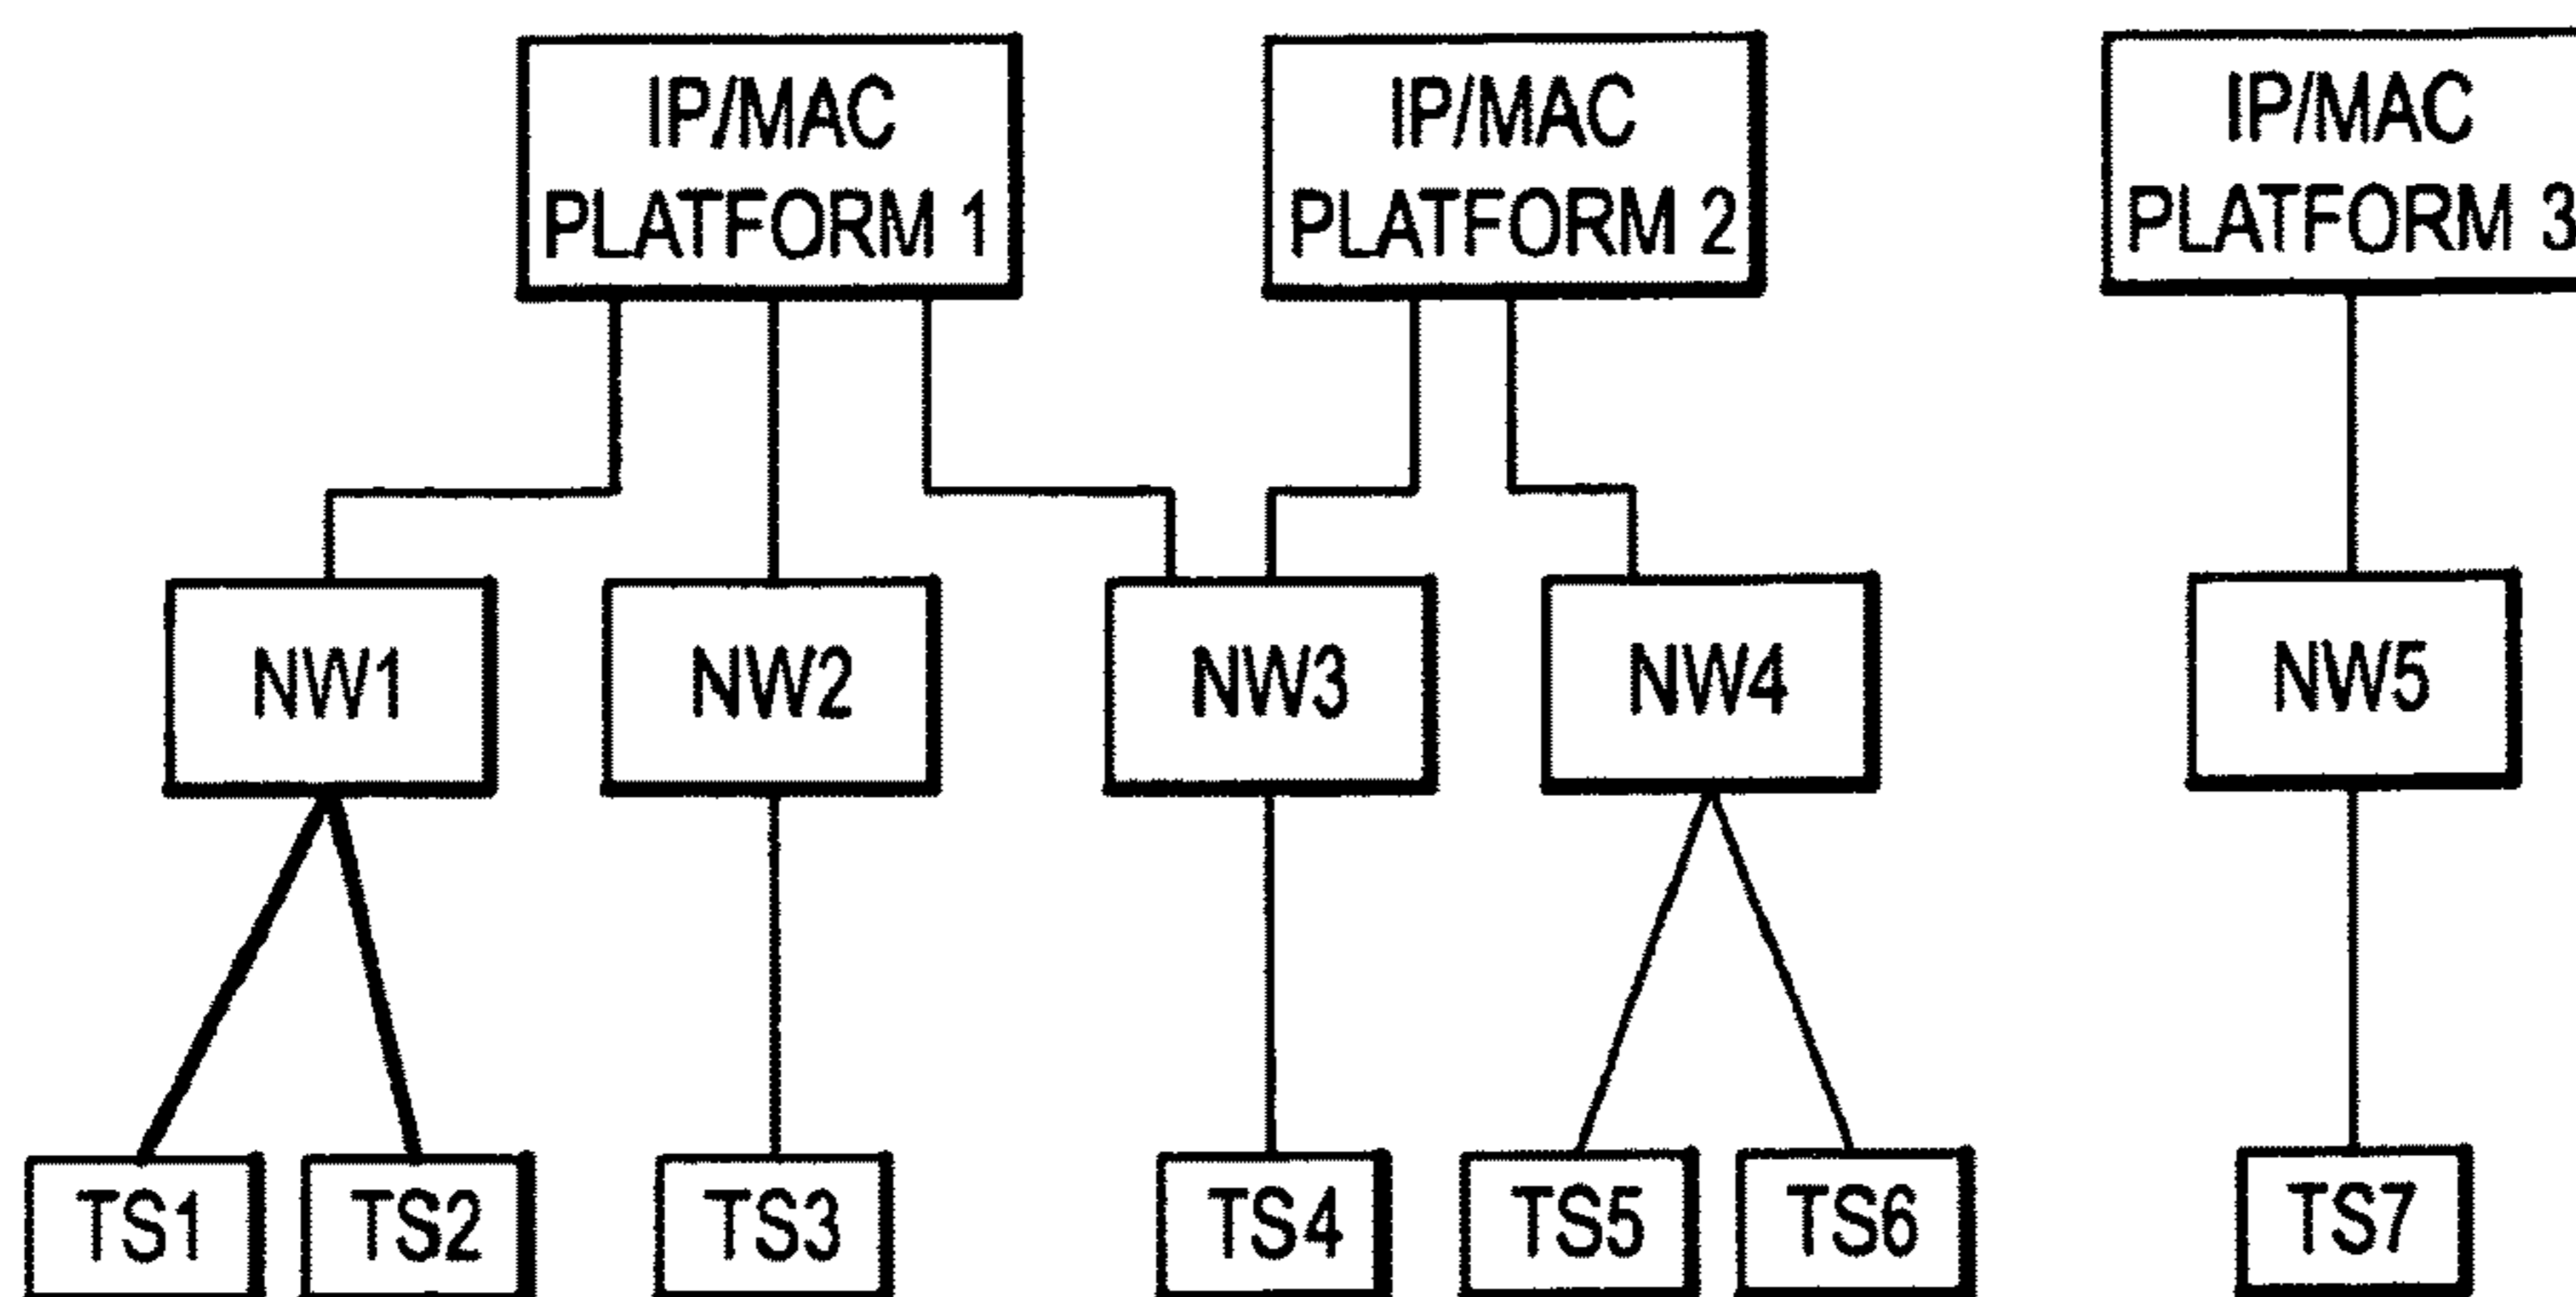 IP/MAC
PLATFORM 1
IP/MAC
PLATFORM 2
IP/MAC
PLATFORM 3
NW1
NW2
NW3
NW4
NW5
TS1
TS2
TS3
TS4
TS5
TS6
TS7